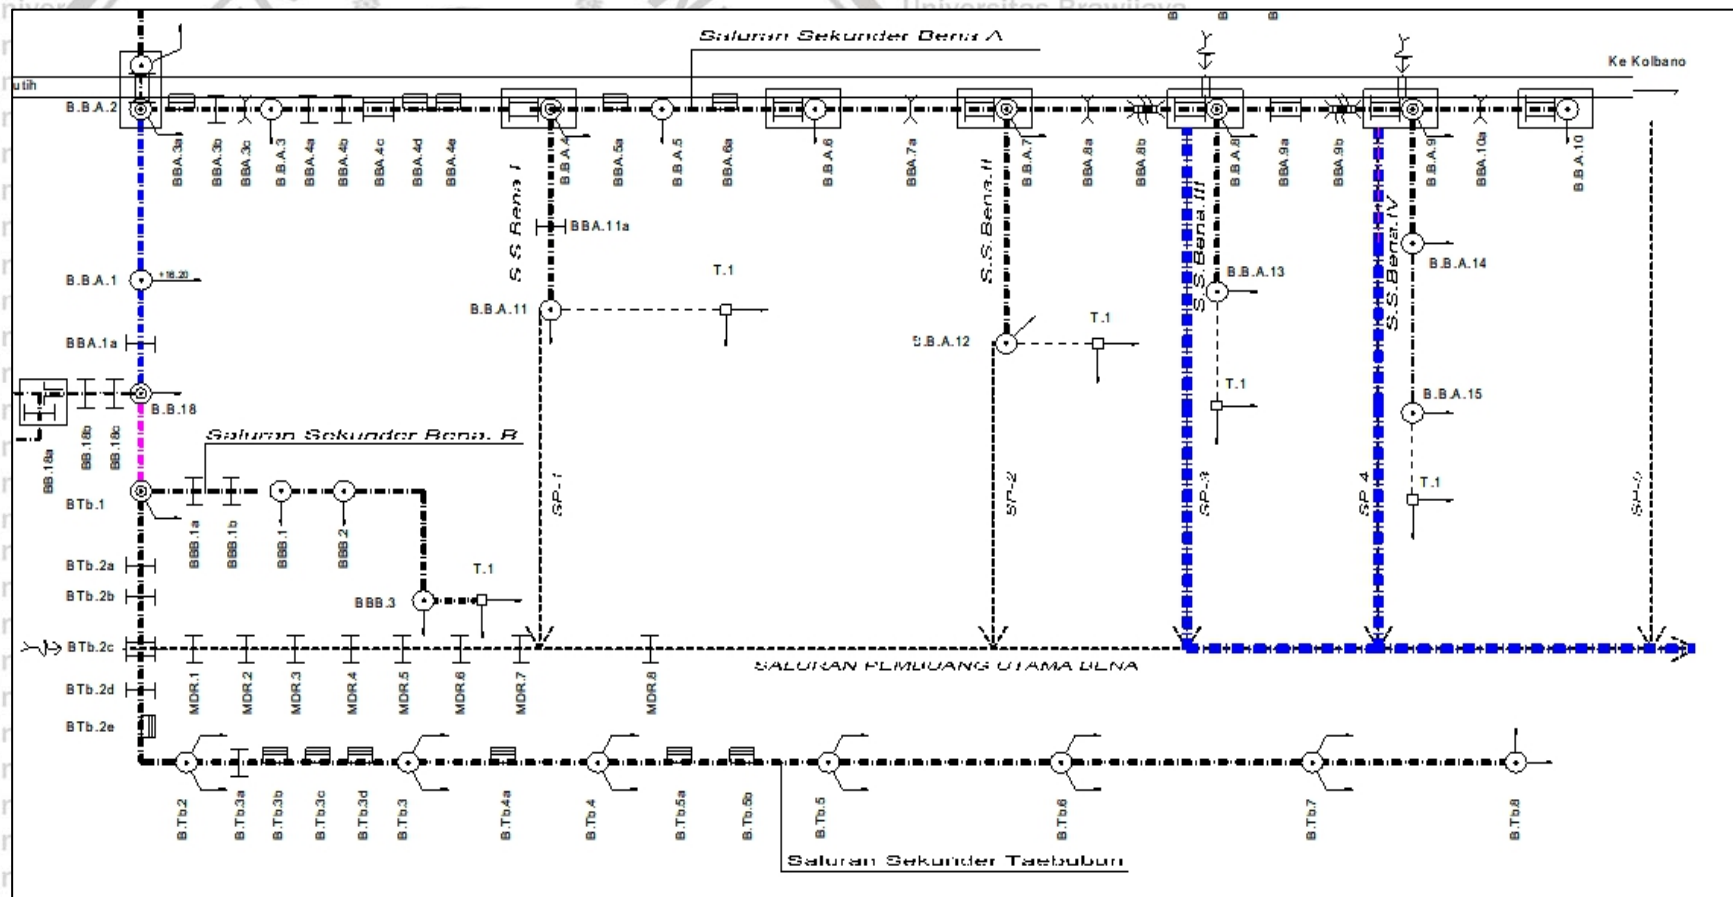 Universitas Brawijaya
B B B
Saluran Sekunder Bena A
Ke Kolbano
utih
B.B.A.2
BBA.3a
BBA.3b
BBA.3c
B.B.A.3
BBA.4a
BBA.4b
BBA.4c
BBA.4d
BBA.4e
B.B.A.4
BBA.5a
B.B.A.5
BBA.6a
B.B.A.6
BBA.7a
B.B.A.7
BBA.8a
BBA.8b
B.B.A.8
BBA.9a
BBA.9b
B.B.A.9
BBA.10a
B.B.A.10
S.S Bena I
S.S.Bena.II
S.S.Bena.III
S.S.Bena.IV
BBA.11a
B.B.A.1
+16.20
T.1
B.B.A.13
B.B.A.14
B.B.A.11
BBA.1a
B.B.A.12
T.1
T.1
B.B.A.15
B.B.18
BB.18a
BB.18b
BB.18c
Saluran Sekunder Bena. B
SP-1
SP-2
SP-3
SP-4
T.1
BTb.1
BBB.1a
BBB.1b
BBB.1
BBB.2
BTb.2a
T.1
BTb.2b
BBB.3
BTb.2c
SALURAN PEMBUANG UTAMA BENA
BTb.2d
MDR.1
MDR.2
MDR.3
MDR.4
MDR.5
MDR.6
MDR.7
MDR.8
BTb.2e
B.Tb.2
B.Tb.3a
B.Tb.3b
B.Tb.3c
B.Tb.3d
B.Tb.3
B.Tb.4a
B.Tb.4
B.Tb.5a
B.Tb.5b
B.Tb.5
B.Tb.6
B.Tb.7
B.Tb.8
Saluran Sekunder Taebubun